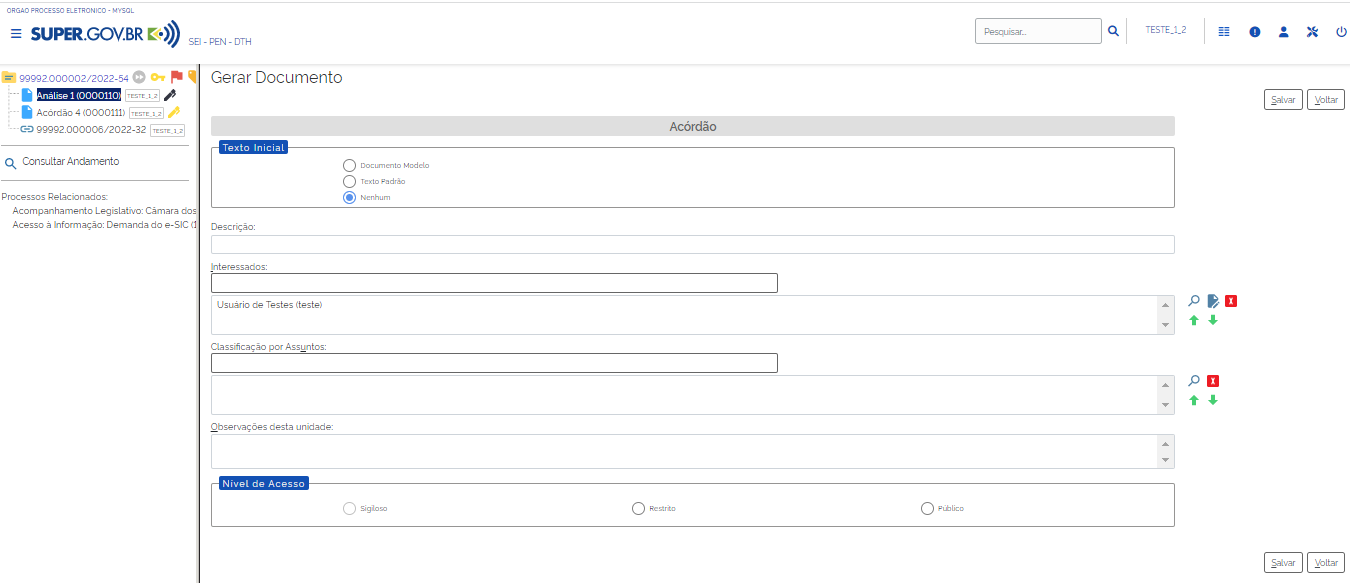 ORGAO PROCESSO ELETRONICO - MYSQL
SUPER.GOV.BR SEI - PEN - DTH
Pesquisar...
TESTE_1_2
99992.000002/2022-54
Análise 1 (0000110) TESTE_1_2
Acórdão 4 (0000111) TESTE_1_2
99992.000006/2022-32 TESTE_1_2
Consultar Andamento
Processos Relacionados:
Acompanhamento Legislativo: Câmara dos
Acesso à Informação: Demanda do e-SIC (1
Gerar Documento
Salvar Voltar
Acórdão
Texto Inicial
Documento Modelo
Texto Padrão
Nenhum
Descrição:
Interessados:
Usuário de Testes (teste)
Classificação por Assuntos:
Observações desta unidade:
Nível de Acesso
Sigiloso Restrito Público
Salvar Voltar